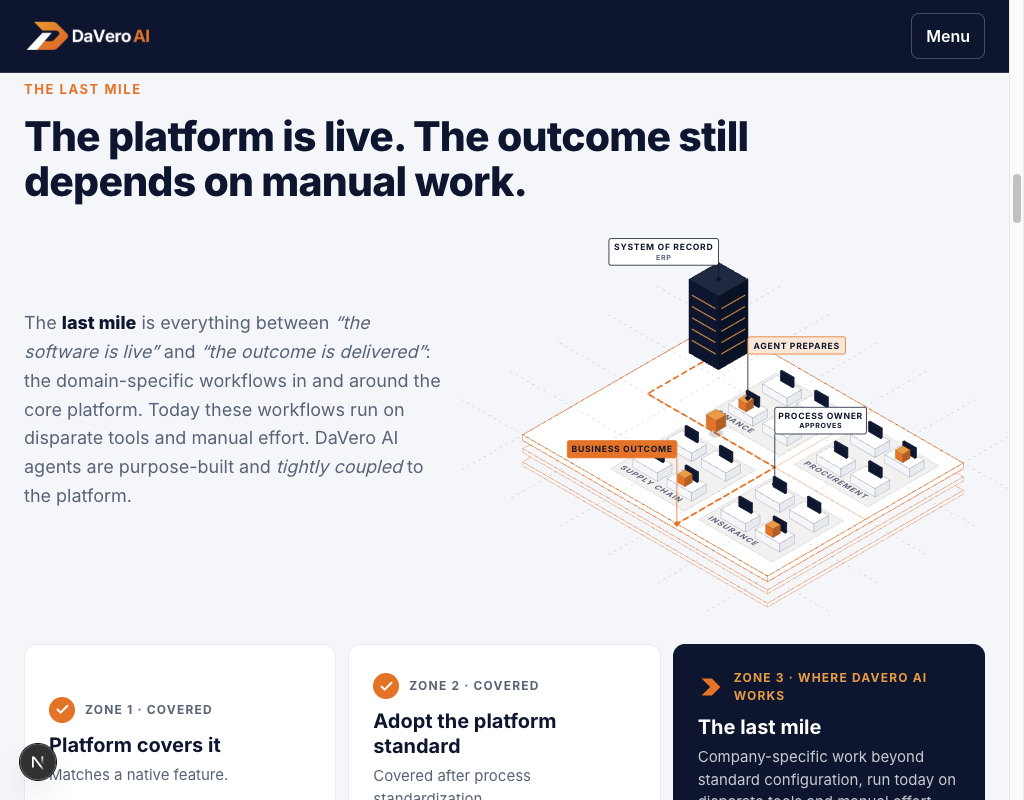 DaVero AI
Menu
THE LAST MILE
The platform is live. The outcome still
depends on manual work.
The last mile is everything between “the
software is live” and “the outcome is delivered”:
the domain-specific workflows in and around the
core platform. Today these workflows run on
disparate tools and manual effort. DaVero AI
agents are purpose-built and tightly coupled to
the platform.
SYSTEM OF RECORD
ERP
AGENT PREPARES
PROCESS OWNER
APPROVES
BUSINESS OUTCOME
SUPPLY CHAIN
PROCUREMENT
INSURANCE
ZONE 1 · COVERED
Platform covers it
Matches a native feature.
N
ZONE 2 · COVERED
Adopt the platform
standard
Covered after process
standardization
ZONE 3 · WHERE DAVERO AI
WORKS
The last mile
Company-specific work beyond
standard configuration, run today on
disparate tools and manual effort